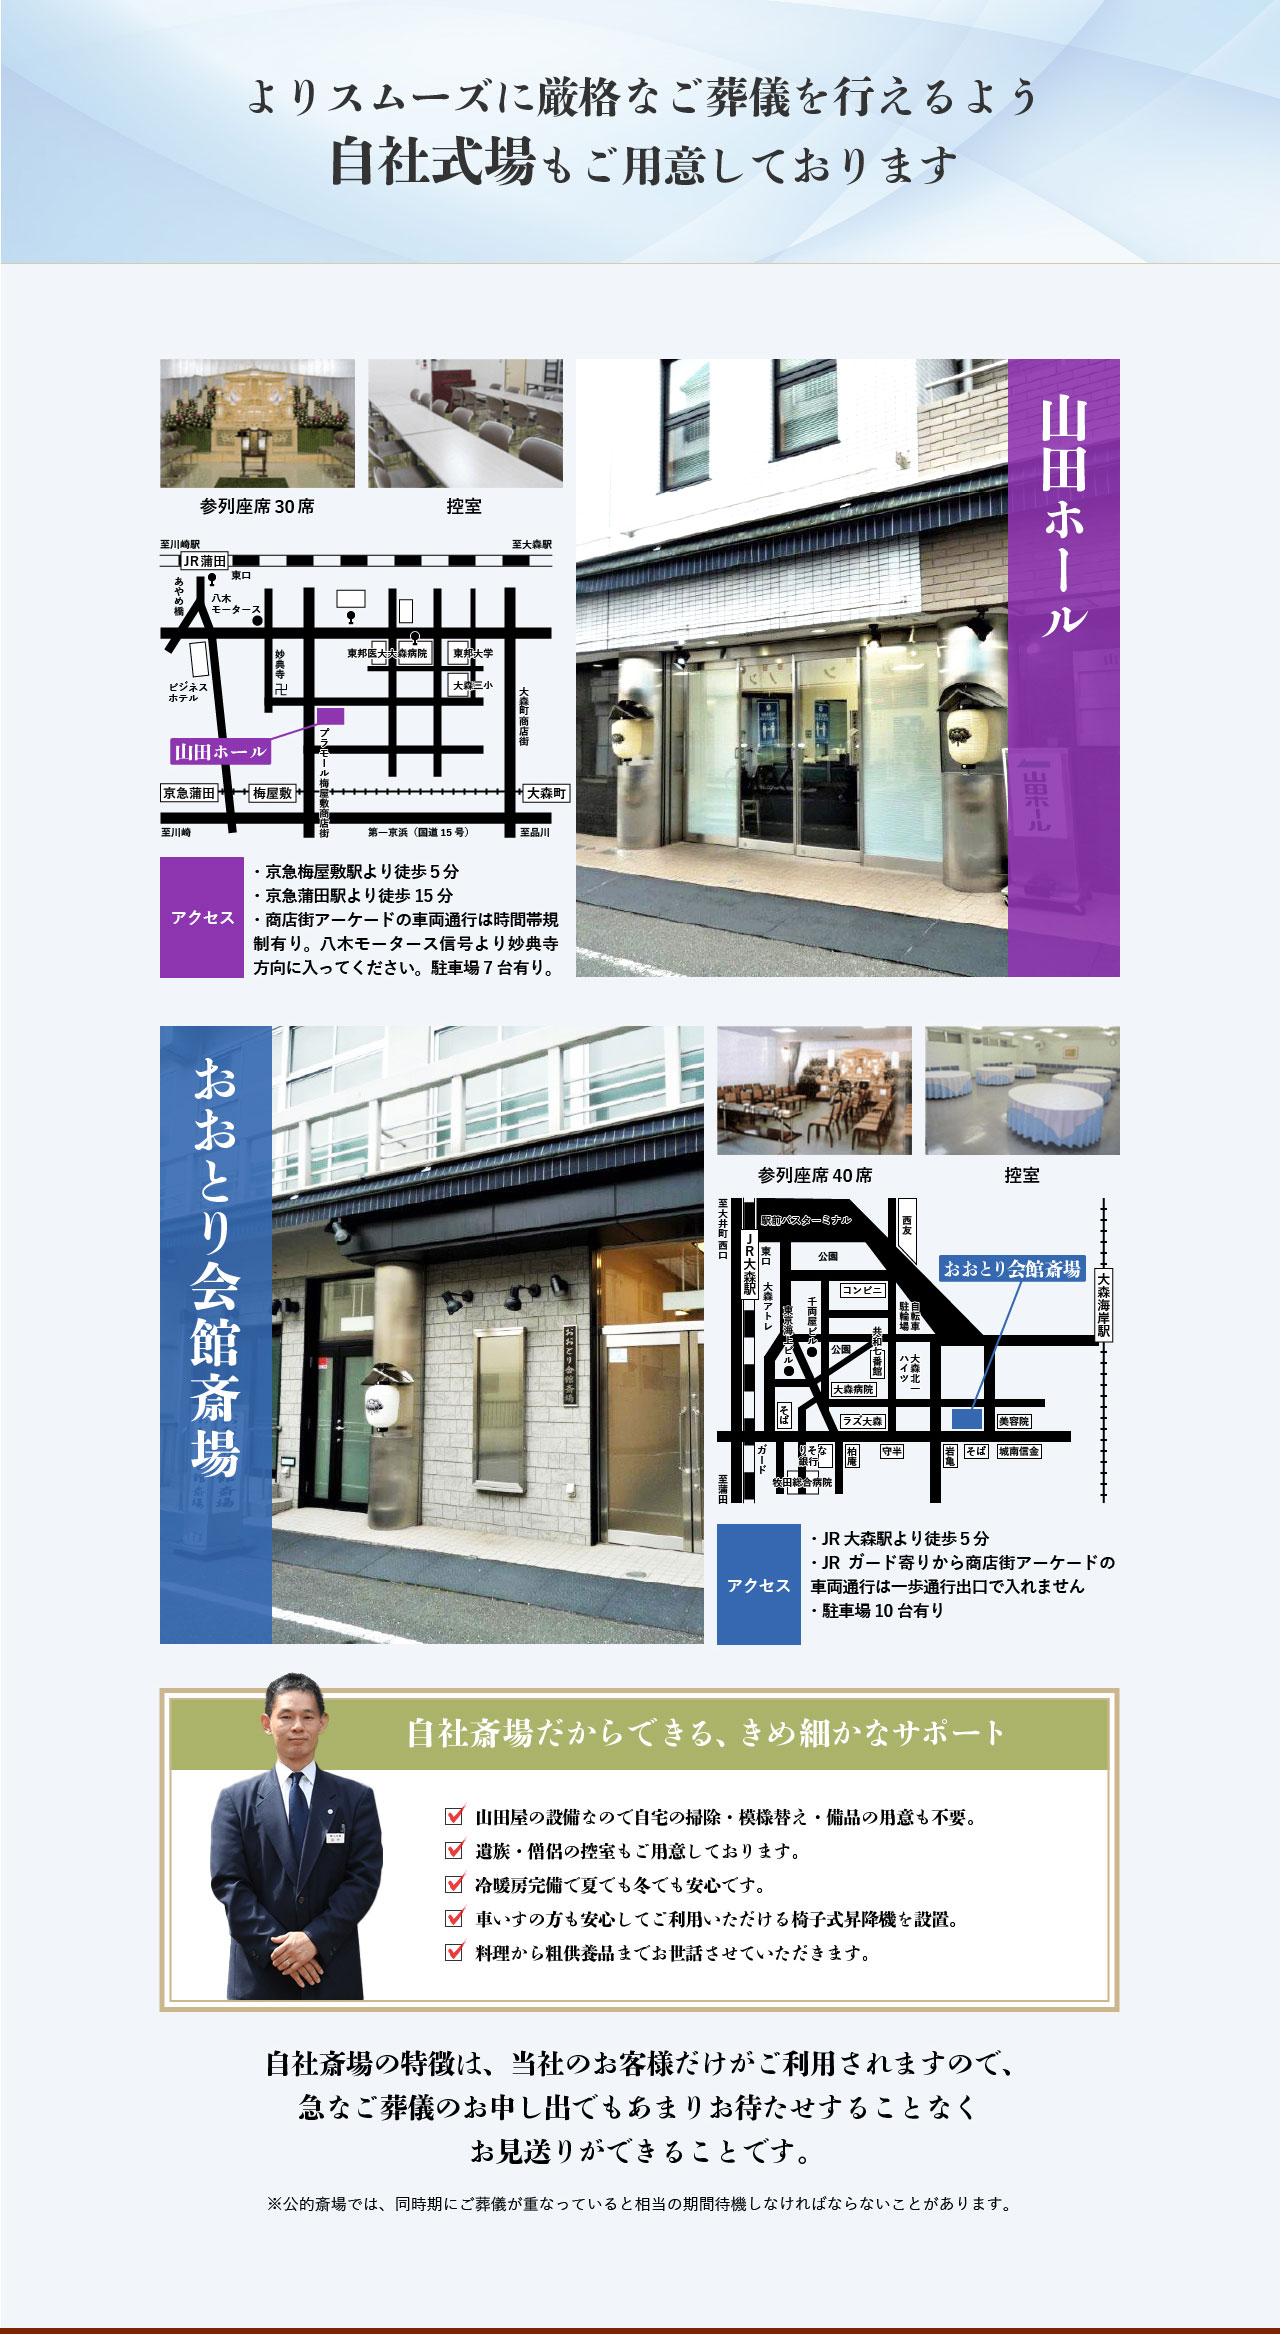 よりスムーズに厳格なご葬儀を行えるよう
自社式場もご用意しております
山田ホール
参列座席30席
控室
至川崎駅
至大森駅
JR蒲田
東口
あやめ橋
八木
モータース
妙典寺
卍
東邦医大大森病院
東邦大学
大森三小
ビジネス
ホテル
大森町商店街
山田ホール
プラモール梅屋敷商店街
京急蒲田
梅屋敷
大森町
至川崎
第一京浜（国道15号）
至品川
アクセス
・京急梅屋敷駅より徒歩5分
・京急蒲田駅より徒歩15分
・商店街アーケードの車両通行は時間帯規
制有り。八木モータース信号より妙典寺
方向に入ってください。駐車場7台有り。
おおとり会館斎場
おおとり会館斎場
参列座席40席
控室
至大井町
西口
駅前バスターミナル
西友
JR大森駅
東口
公園
おおとり会館斎場
大森海岸駅
大森アトレ
コンビニ
千両屋ビル
東京海上ビル
自転車
駐輪場
共和七番館
公園
大森北一
ハイツ
大森病院
そば
ラズ大森
美容院
ガード
りそな
銀行
柏庵
守半
岩亀
そば
城南信金
牧田総合病院
至蒲田
アクセス
・JR大森駅より徒歩5分
・JR ガード寄りから商店街アーケードの
車両通行は一歩通行出口で入れません
・駐車場10台有り
自社斎場だからできる、きめ細かなサポート
山田屋の設備なので自宅の掃除・模様替え・備品の用意も不要。
遺族・僧侶の控室もご用意しております。
冷暖房完備で夏でも冬でも安心です。
車いすの方も安心してご利用いただける椅子式昇降機を設置。
料理から粗供養品までお世話させていただきます。
自社斎場の特徴は、当社のお客様だけがご利用されますので、
急なご葬儀のお申し出でもあまりお待たせすることなく
お見送りができることです。
※公的斎場では、同時期にご葬儀が重なっていると相当の期間待機しなければならないことがあります。